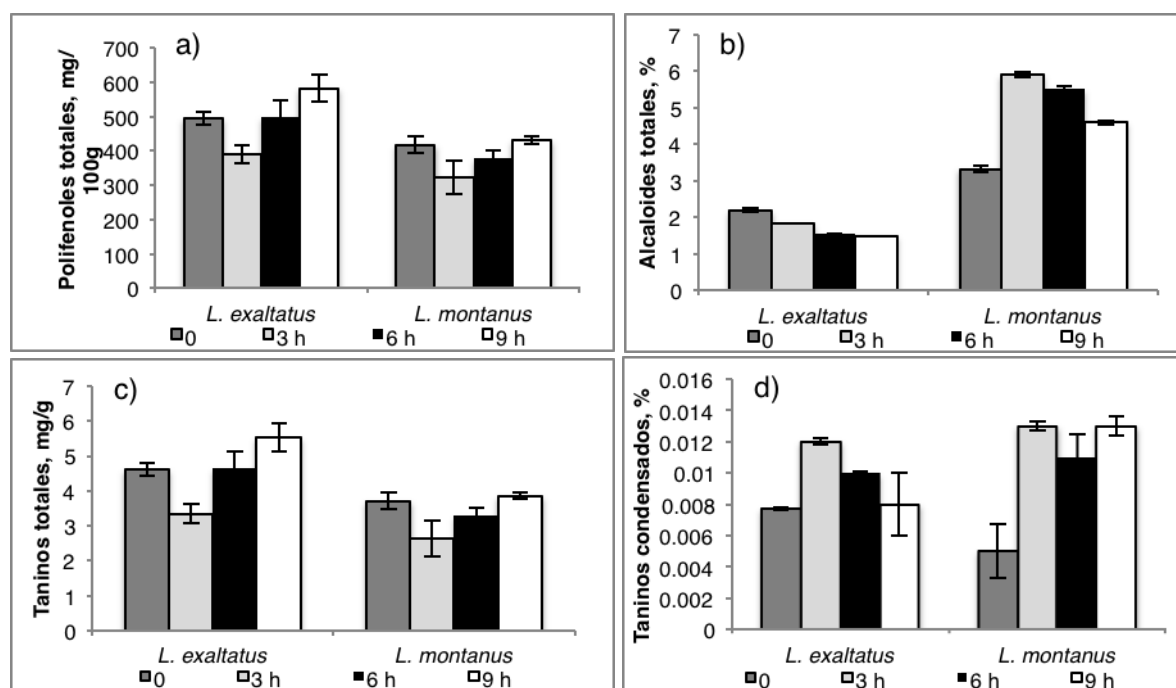 a)
Polifenoles totales, mg/
100g
700
600
500
400
300
200
100
0
L. exaltatus L. montanus
0 3 h 6 h 9 h
b)
Alcaloides totales, %
7
6
5
4
3
2
1
0
L. exaltatus L. montanus
0 3 h 6 h 9 h
c)
Taninos totales, mg/g
7
6
5
4
3
2
1
0
L. exaltatus L. montanus
0 3 h 6 h 9 h
d)
Taninos condensados, %
0.016
0.014
0.012
0.01
0.008
0.006
0.004
0.002
0
L. exaltatus L. montanus
0 3 h 6 h 9 h